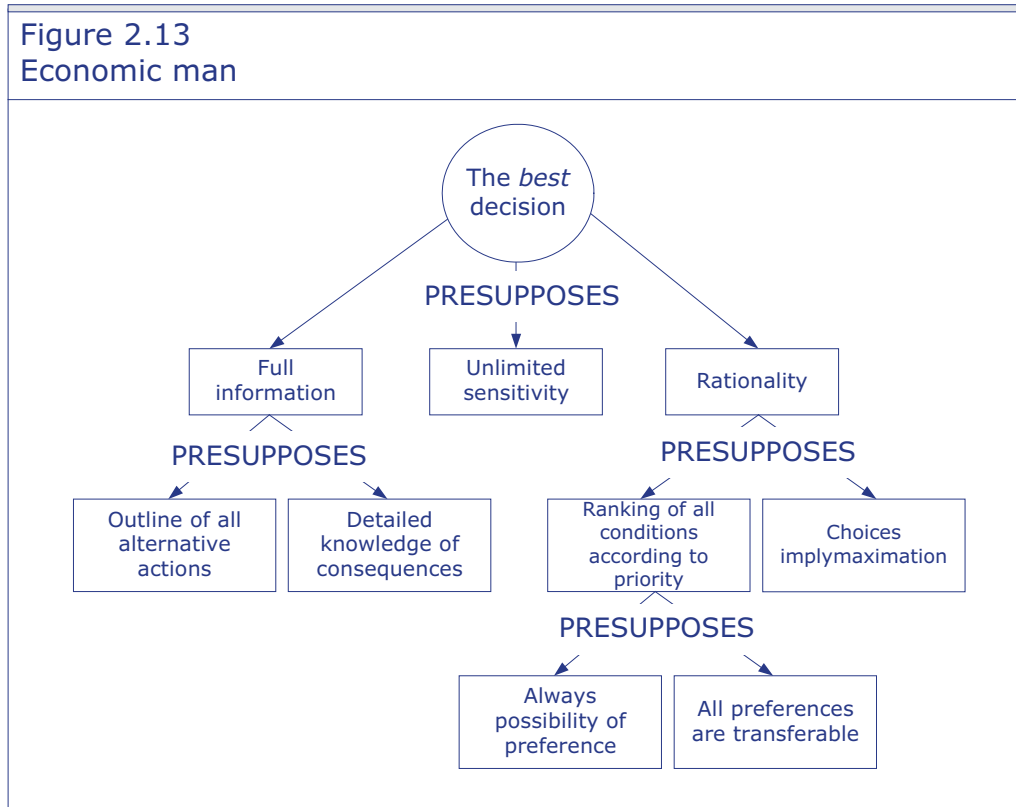 Figure 2.13
Economic man
The best
decision
PRESUPPOSES
Full
information
Unlimited
sensitivity
Rationality
PRESUPPOSES
PRESUPPOSES
Outline of all
alternative
actions
Detailed
knowledge of
consequences
Ranking of all
conditions
according to
priority
Choices
implymaximation
PRESUPPOSES
Always
possibility of
preference
All preferences
are transferable